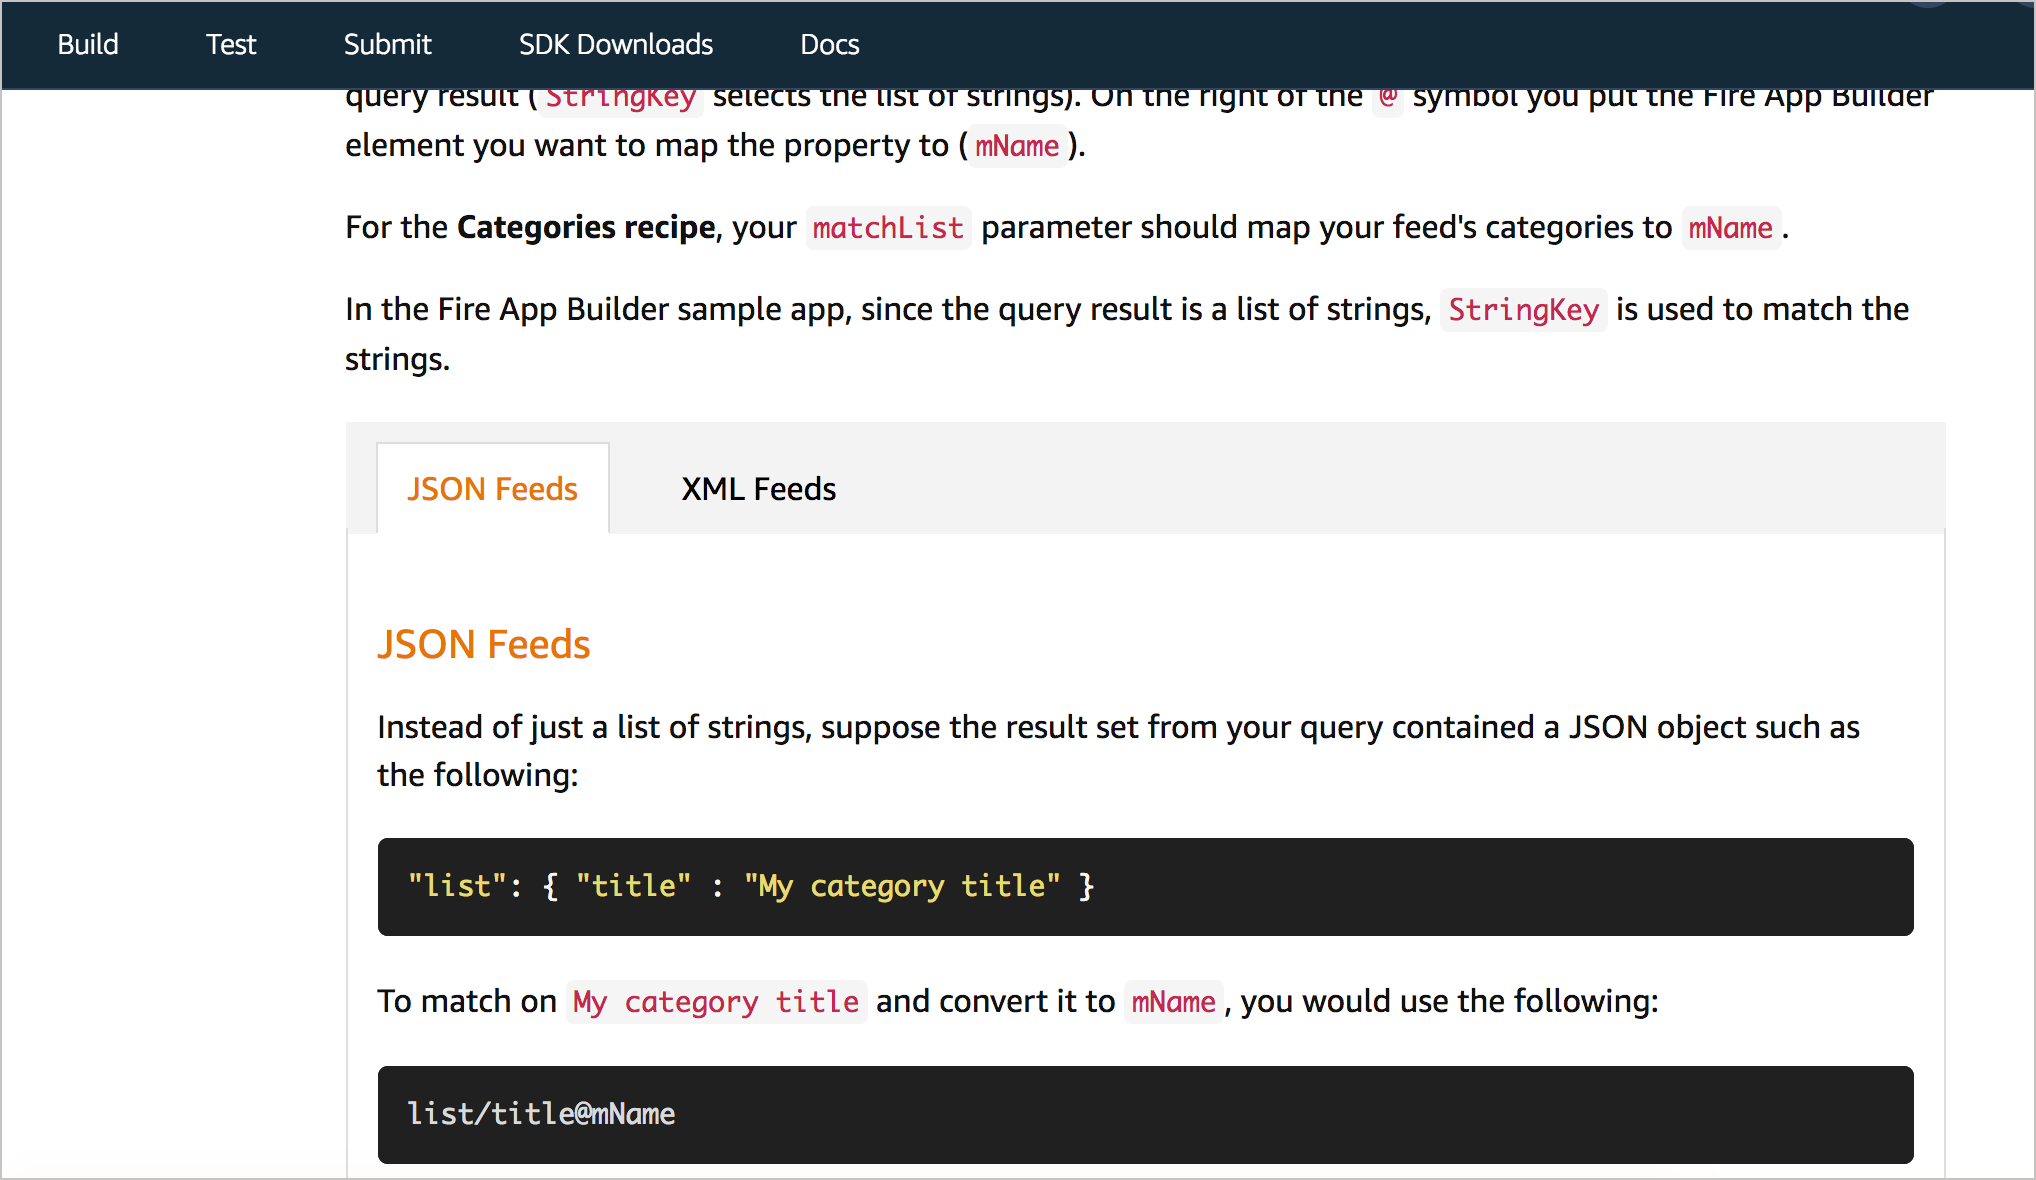 Build Test Submit SDK Downloads Docs
query result ( StringKey selects the list of strings). On the right of the @ symbol you put the Fire App Builder
element you want to map the property to ( mName ).
For the Categories recipe, your matchList parameter should map your feed's categories to mName .
In the Fire App Builder sample app, since the query result is a list of strings, StringKey is used to match the
strings.
JSON Feeds XML Feeds
JSON Feeds
Instead of just a list of strings, suppose the result set from your query contained a JSON object such as
the following:
"list": { "title" : "My category title" }
To match on My category title and convert it to mName , you would use the following:
list/title@mName